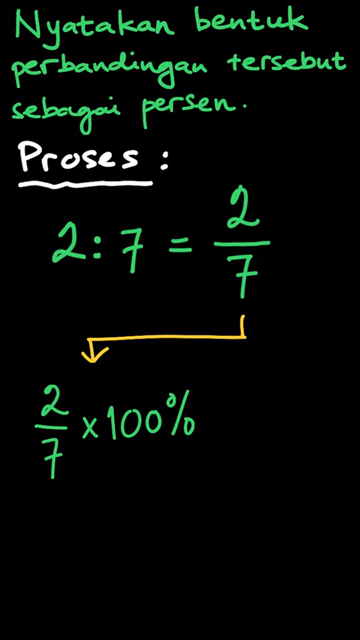 Nyatakan bentuk
perbandingan tersebut
sebagai persen.
Proses :
2 : 7 = 2/7
2/7 × 100%